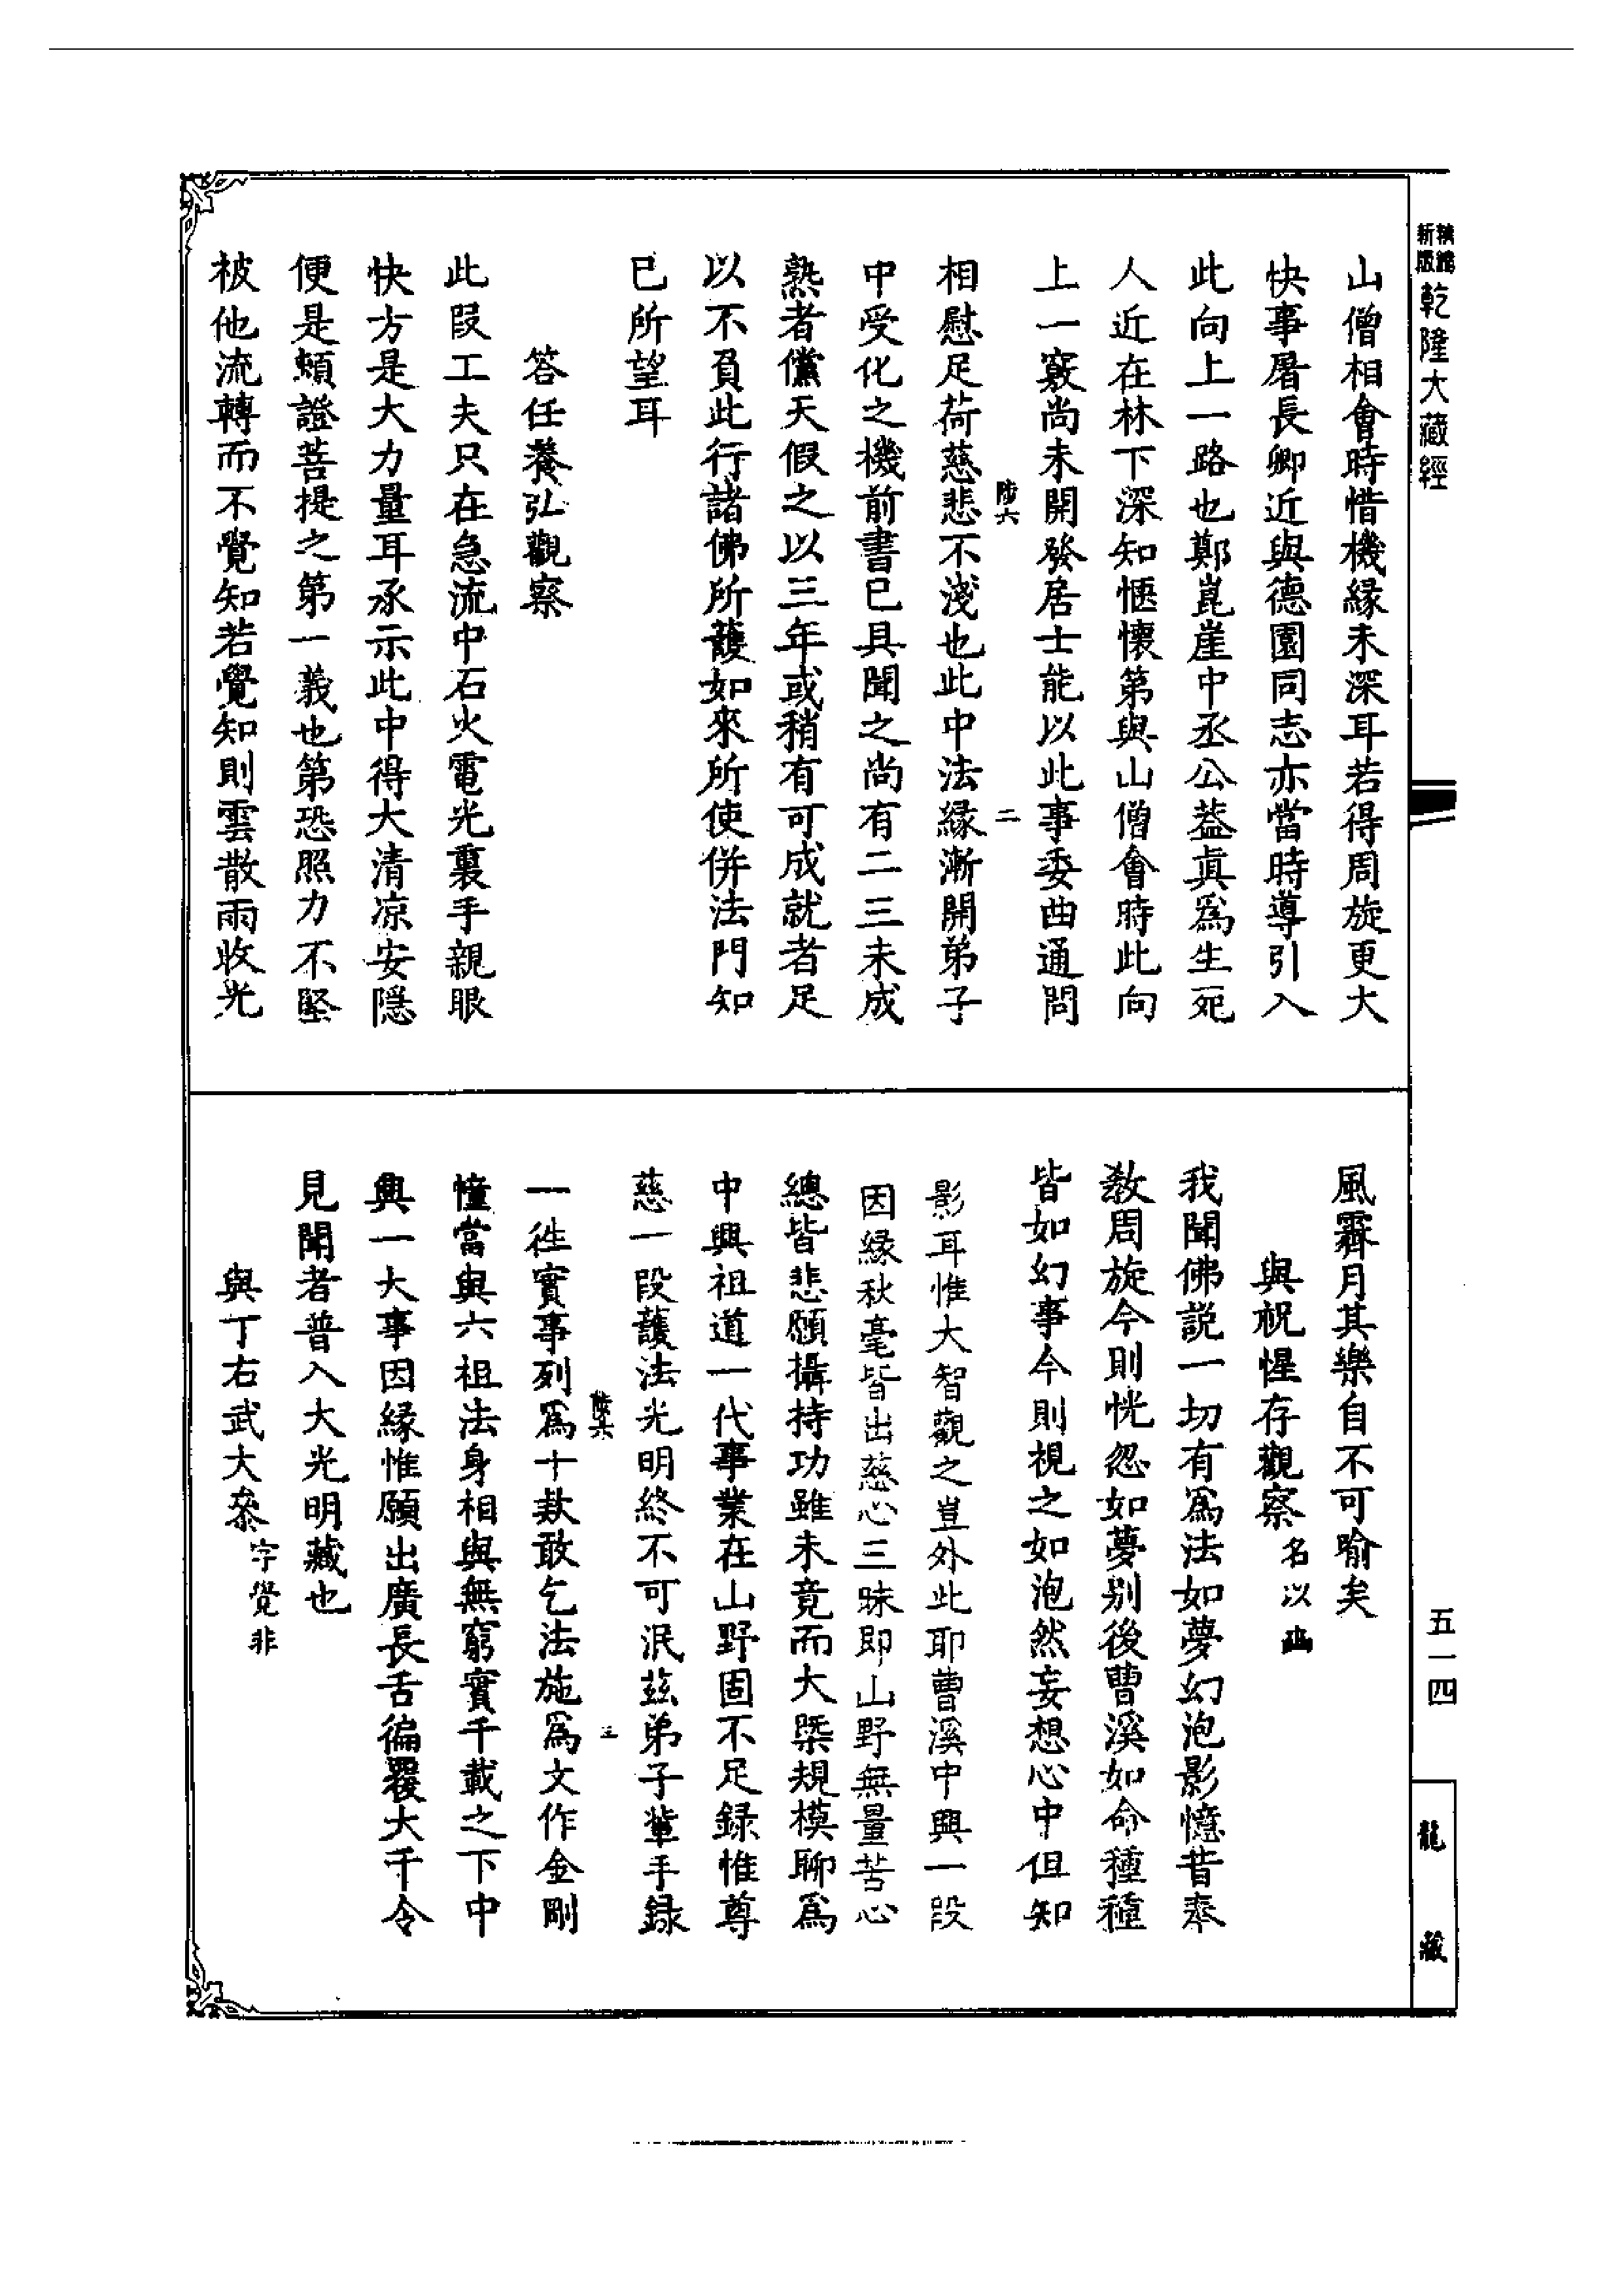 新版 精縮 乾隆大藏經
山僧相會時惜機緣未深耳若得周旋更大
快事屠長卿近與德園同志亦當時導引入
此向上一路也鄭崑崖中丞公葢真為生死
人近在林下深知愜懷第與山僧會時此向
上一竅尚未開發居士能以此事委曲通問
陸六 二
相慰足荷慈悲不淺也此中法緣漸開弟子
中受化之機前書已具聞之尚有二三未成
熟者儻天假之以三年或稍有可成就者足
以不負此行諸佛所護如來所使併法門知
已所望耳
答任養弘觀察
此叚工夫只在急流中石火電光裏手親眼
快方是大力量耳承示此中得大清凉安隱
便是頓證菩提之第一義也第恐照力不堅
被他流轉而不覺知若覺知則雲散雨收光
風霽月其樂自不可喻矣
與祝惺存觀察 名以豳
我聞佛説一切有為法如夢幻泡影憶昔奉
教周旋今則恍忽如夢別後曹溪如命種種
皆如幻事今則視之如泡然妄想心中但知
影耳惟大智觀之豈外此耶曹溪中興一段
因緣秋毫皆出慈心三昧即山野無量苦心
總皆悲願攝持功雖未竟而大槩規模聊為
中興祖道一代事業在山野固不足録惟尊
慈一段護法光明終不可泯茲弟子輩手録
陸六 三
一徃實事列為十款敢乞法施為文作金剛
幢當與六祖法身相與無窮實千載之下中
興一大事因緣惟願出廣長舌徧覆大千令
見聞者普入大光明藏也
與丁右武大叅 字覺非
五一四
龍藏